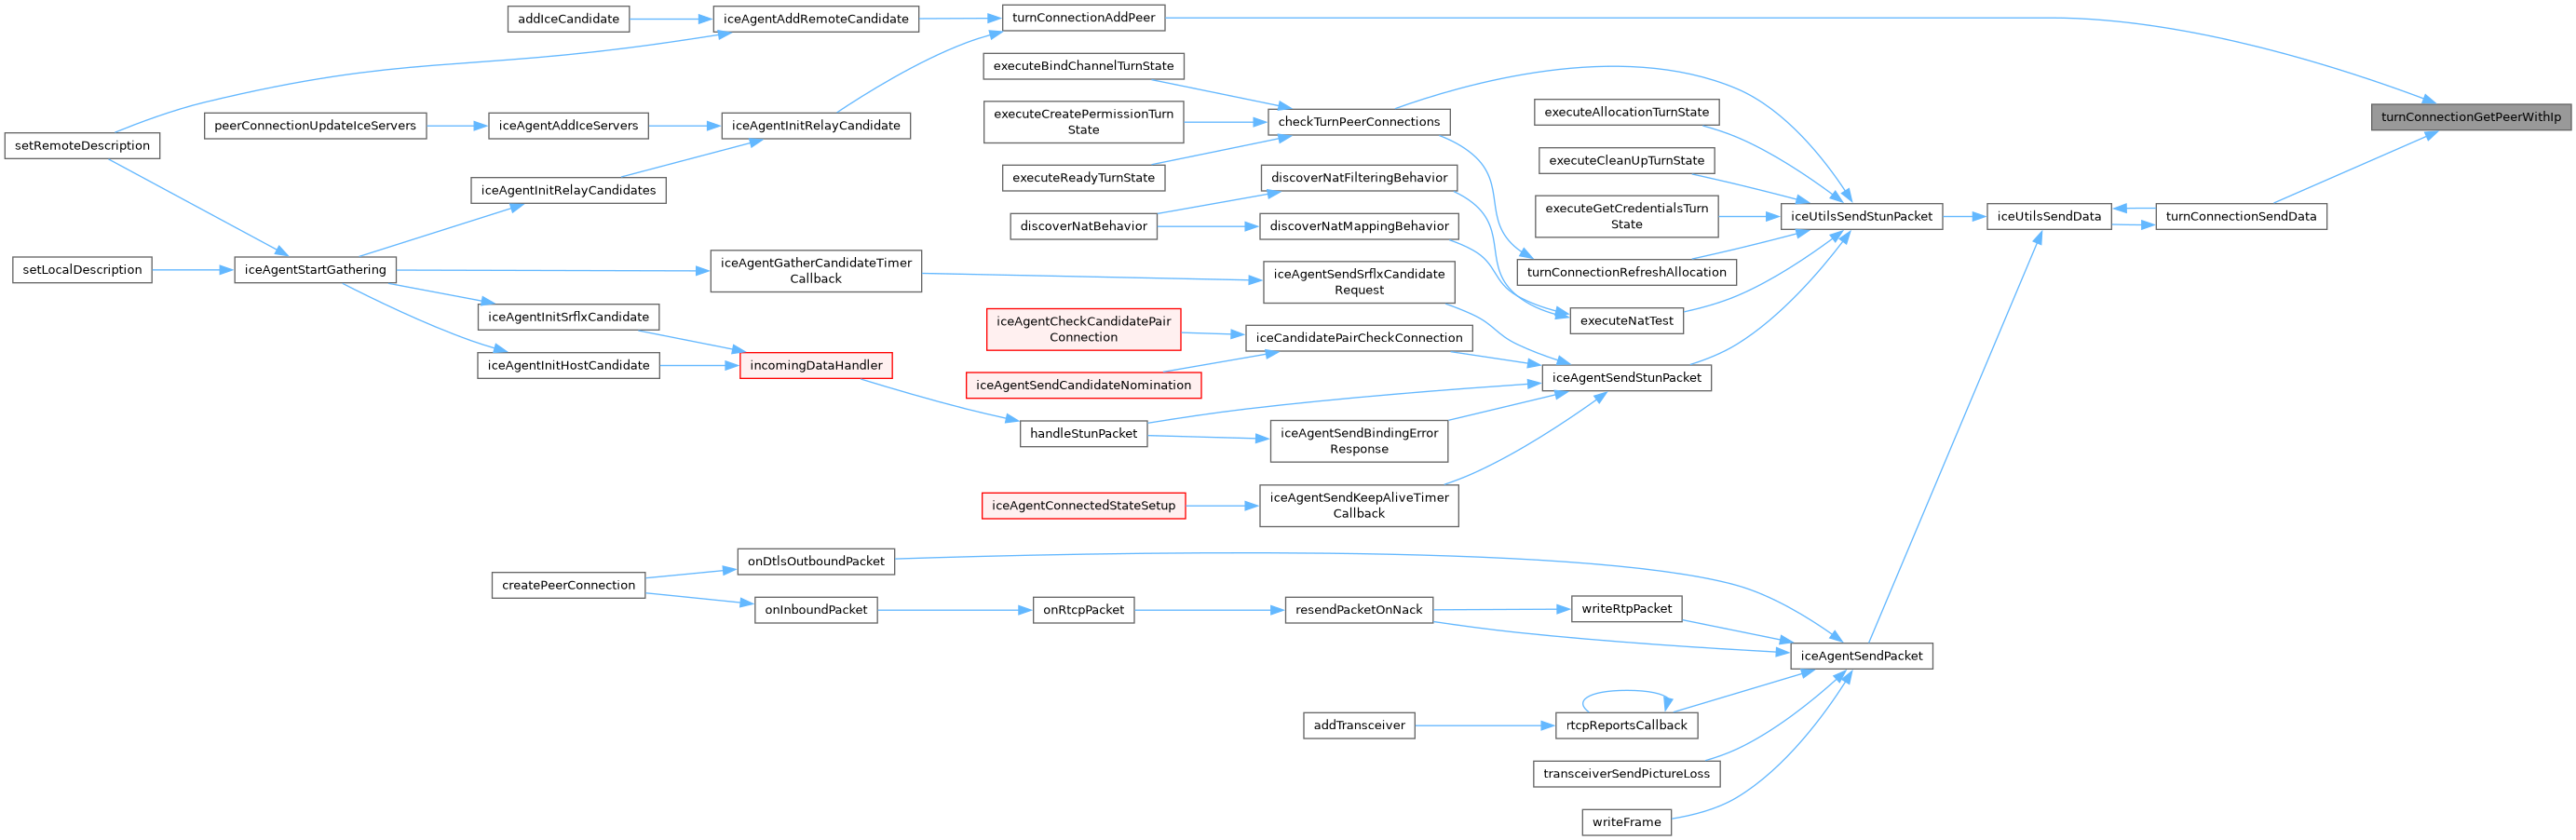 addIceCandidate
iceAgentAddRemoteCandidate
turnConnectionAddPeer
executeBindChannelTurnState
executeCreatePermissionTurn
State
executeReadyTurnState
checkTurnPeerConnections
executeAllocationTurnState
executeCleanUpTurnState
executeGetCredentialsTurn
State
turnConnectionGetPeerWithIp
setRemoteDescription
peerConnectionUpdateIceServers
iceAgentAddIceServers
iceAgentInitRelayCandidate
iceAgentInitRelayCandidates
discoverNatFilteringBehavior
discoverNatBehavior
discoverNatMappingBehavior
iceUtilsSendStunPacket
iceUtilsSendData
turnConnectionSendData
setLocalDescription
iceAgentStartGathering
iceAgentGatherCandidateTimer
Callback
iceAgentSendSrflxCandidate
Request
turnConnectionRefreshAllocation
executeNatTest
iceAgentInitSrflxCandidate
iceAgentInitHostCandidate
incomingDataHandler
iceAgentCheckCandidatePair
Connection
iceCandidatePairCheckConnection
iceAgentSendCandidateNomination
iceAgentSendStunPacket
handleStunPacket
iceAgentSendBindingError
Response
iceAgentConnectedStateSetup
iceAgentSendKeepAliveTimer
Callback
onDtlsOutboundPacket
createPeerConnection
onInboundPacket
onRtcpPacket
resendPacketOnNack
writeRtpPacket
iceAgentSendPacket
addTransceiver
rtcpReportsCallback
transceiverSendPictureLoss
writeFrame